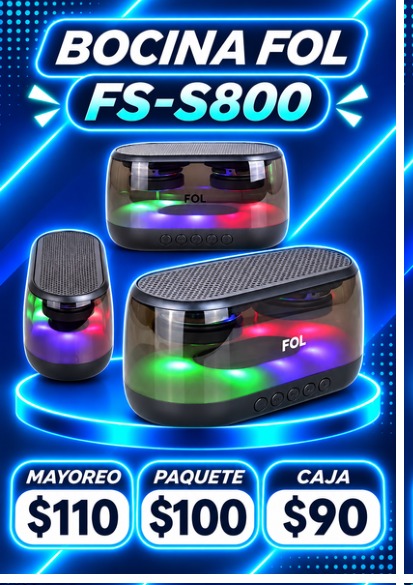 BOCINA FOL
FS-S800
FOL
FOL
MAYOREO PAQUETE CAJA
$110 $100 $90